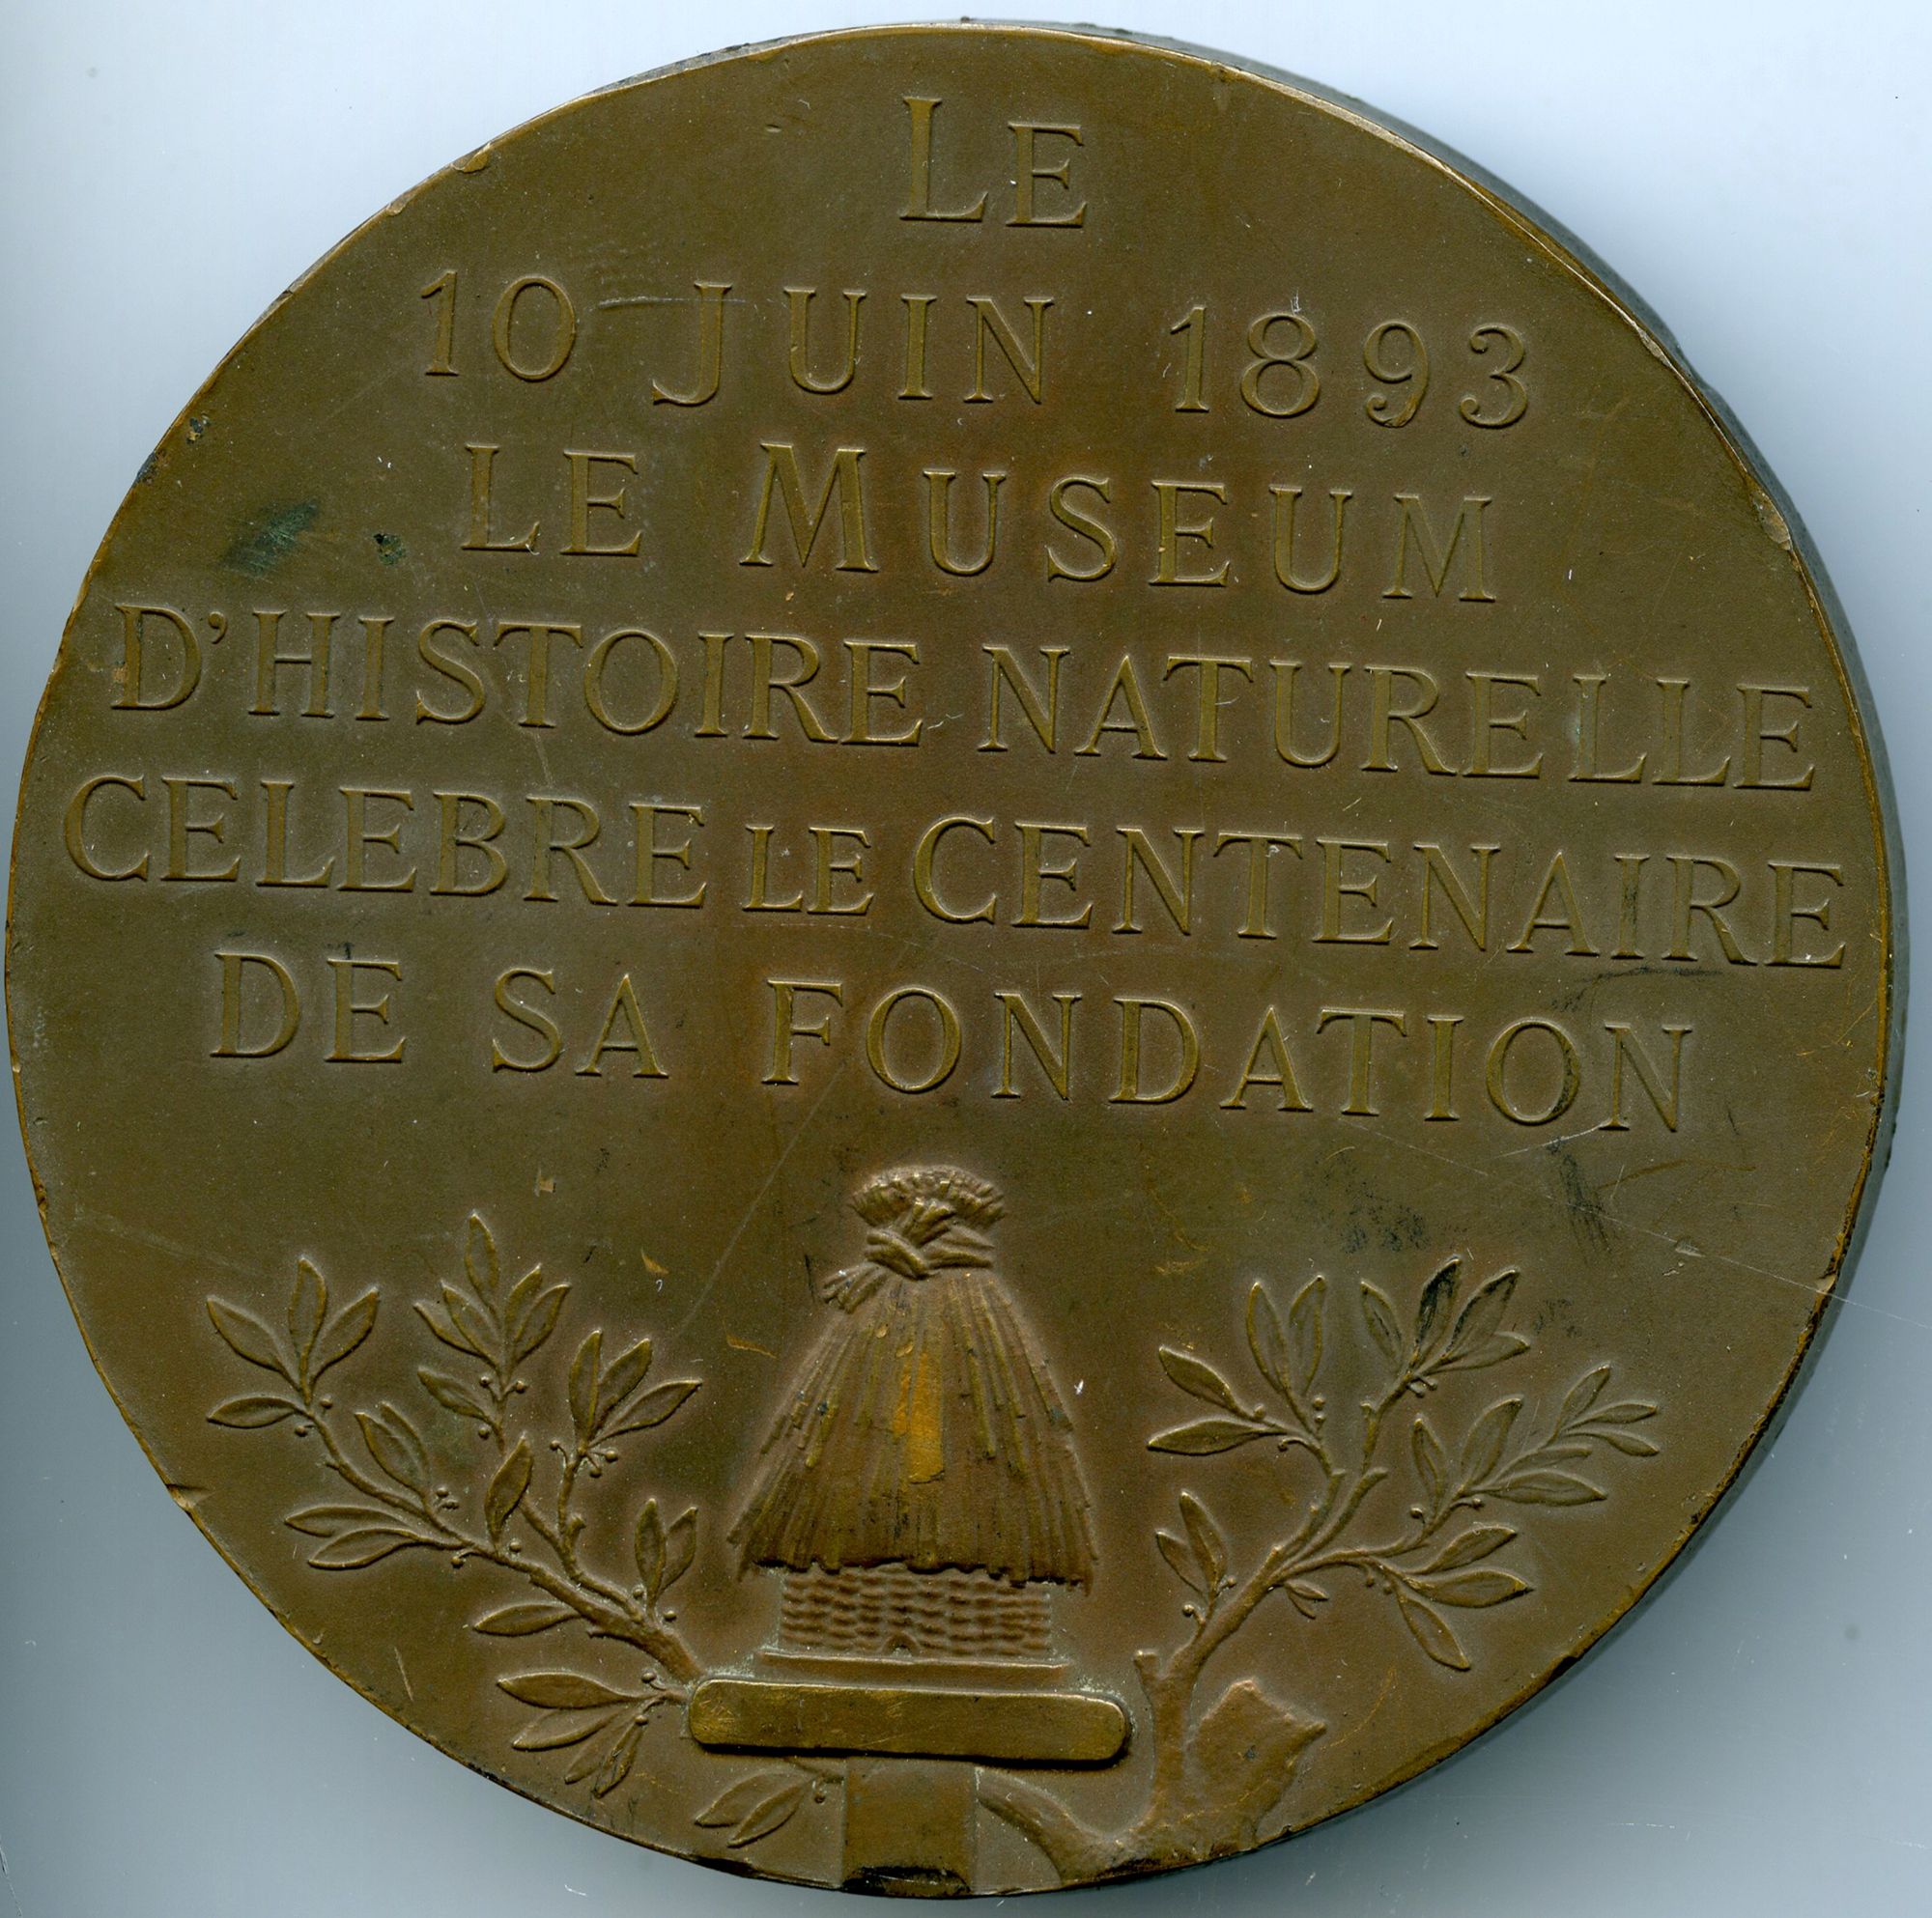 LE
10 JUIN 1893
LE MUSEUM
D'HISTOIRE NATURELLE
CELEBRE LE CENTENAIRE
DE SA FONDATION